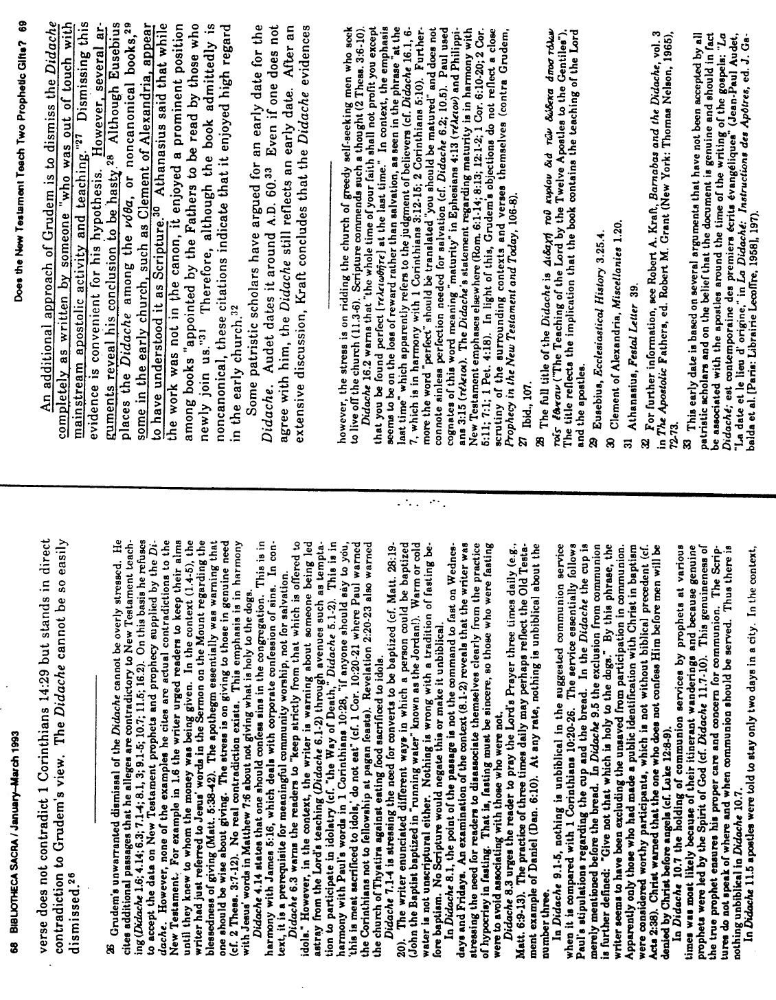 68 BIBLIOTHECA SACRA / January–March 1993
verse does not contradict 1 Corinthians 14:29 but stands in direct
contradiction to Grudem's view. The Didache cannot be so easily
dismissed.26
26 Grudem's unwarranted dismissal of the Didache cannot be overly stressed. He
cites additional passages that he alleges are contradictory to New Testament teach-
ing (Didache 1.6; 4.14; 6.3; 7.1-4; 8.1, 3; 9.1-5; 10.7; 11.5; 16.2). On this basis he refuses
to accept the data on New Testament prophets and prophecy supplied by the Di-
dache. However, none of the examples he cites are actual contradictions to the
New Testament. For example in 1.6 the writer urged readers to keep their alms
until they knew to whom the money was being given. In the context (1.4-5), the
writer had just referred to Jesus' words in the Sermon on the Mount regarding the
blessedness of giving (Matt. 5:38-42). The apothegm essentially was warning that
one should be wise about giving. The stress is on giving to those in genuine need
(cf. 2 Thess. 3:7-12). No real contradiction exists. This emphasis is in harmony
with Jesus' words in Matthew 7:6 about not giving what is holy to the dogs.
Didache 4.14 states that one should confess sins in the congregation. This is in
harmony with James 5:16, which deals with corporate confession of sins. In con-
text, it is a prerequisite for meaningful community worship, not for salvation.
Didache 6.3 warns the readers to "keep strictly from that which is offered to
idols." However, in the context, the writer is warning about someone being led
astray from the Lord's teaching (Didache 6.1-2) through avenues such as tempta-
tion to participate in idolatry (cf. "the Way of Death," Didache 5.1-2). This is in
harmony with Paul's words in 1 Corinthians 10:28, "if anyone should say to you,
'this is meat sacrificed to idols,' do not eat" (cf. 1 Cor. 10:20-21 where Paul warned
the Corinthians not to fellowship at pagan feasts). Revelation 2:20-23 also warned
the church of Thyatira against eating food sacrificed to idols.
Didache 7.1-4 is stressing the need for converts to be baptized (cf. Matt. 28:19-
20). The writer enunciated different ways in which a person could be baptized
(John the Baptist baptized in "running water" known as the Jordan!). Warm or cold
water is not unscriptural either. Nothing is wrong with a tradition of fasting be-
fore baptism. No Scripture would negate this or make it unbiblical.
In Didache 8.1, the point of the passage is not the command to fast on Wednes-
days and Fridays. An examination of the context (8.1-2) reveals that the writer was
stressing the need for readers to disassociate themselves clearly from the practice
of hypocrisy in fasting. That is, fasting must be sincere, so those who were fasting
were to avoid associating with those who were not.
Didache 8.3 urges the reader to pray the Lord's Prayer three times daily (e.g.,
Matt. 6:9-13). The practice of three times daily may perhaps reflect the Old Testa-
ment example of Daniel (Dan. 6:10). At any rate, nothing is unbiblical about the
number three.
In Didache 9.1-5, nothing is unbiblical in the suggested communion service
when it is compared with 1 Corinthians 10:20-26. The service essentially follows
Paul's stipulations regarding the cup and the bread. In the Didache the cup is
merely mentioned before the bread. In Didache 9.5 the exclusion from communion
is further defined: "Give not that which is holy to the dogs." By this phrase, the
writer seems to have been excluding the unsaved from participation in communion.
Apparently only those who had made a public identification with Christ in baptism
were considered worthy participants, which is not without biblical precedent (cf.
Acts 2:38). Christ warned that the one who does not confess Him before men will be
denied by Christ before angels (cf. Luke 12:8-9).
In Didache 10.7 the holding of communion services by prophets at various
times was most likely because of their itinerant wanderings and because genuine
prophets were led by the Spirit of God (cf. Didache 11.7-10). This genuineness of
the true prophet ensures his proper care and concern for communion. The Scrip-
tures do not speak of where and when communion should be served. Thus there is
nothing unbiblical in Didache 10.7.
In Didache 11.5 apostles were told to stay only two days in a city. In the context,
Does the New Testament Teach Two Prophetic Gifts? 69
An additional approach of Grudem is to dismiss the Didache
completely as written by someone "who was out of touch with
mainstream apostolic activity and teaching."27 Dismissing this
evidence is convenient for his hypothesis. However, several ar-
guments reveal his conclusion to be hasty.28 Although Eusebius
places the Didache among the νόθα, or noncanonical books,29
some in the early church, such as Clement of Alexandria, appear
to have understood it as Scripture.30 Athanasius said that while
the work was not in the canon, it enjoyed a prominent position
among books "appointed by the Fathers to be read by those who
newly join us."31 Therefore, although the book admittedly is
noncanonical, these citations indicate that it enjoyed high regard
in the early church.32
Some patristic scholars have argued for an early date for the
Didache. Audet dates it around A.D. 60.33 Even if one does not
agree with him, the Didache still reflects an early date. After an
extensive discussion, Kraft concludes that the Didache evidences
however, the stress is on ridding the church of greedy self-seeking men who seek
to live off the church (11.3-6). Scripture commends such a thought (2 Thess. 3:6-10).
Didache 16.2 warns that "the whole time of your faith shall not profit you except
that you be found perfect [τελειωθῆτε] at the last time." In context, the emphasis
seems to be on the loss of reward rather than salvation, as seen in the phrase "at the
last time" which apparently refers to the judgment of believers (cf. Didache 16.1, 6-
7, which is in harmony with 1 Corinthians 3:12-15; 2 Corinthians 5:10). Further-
more the word "perfect" should be translated "you should be matured" and does not
connote sinless perfection needed for salvation (cf. Didache 6.2; 10.5). Paul used
cognates of this word meaning "maturity" in Ephesians 4:13 (τέλειον) and Philippi-
ans 3:15 (τέλειοι). The Didache's statement regarding maturity is in harmony with
New Testament emphases elsewhere (Rom. 6:1-14; 8:13; 12:1-2; 1 Cor. 6:10-20; 2 Cor.
5:11; 7:1; 1 Pet. 4:18). In light of this, Grudem's objections do not reflect a close
scrutiny of the surrounding contexts and verses themselves (contra Grudem,
Prophecy in the New Testament and Today, 106-8).
27 Ibid., 107.
28 The full title of the Didache is Διδαχὴ τοῦ κυρίου διὰ τῶν δώδεκα ἀποστόλων
τοῖς ἔθνεσιν ("The Teaching of the Lord by the Twelve Apostles to the Gentiles").
The title reflects the implication that the book contains the teaching of the Lord
and the apostles.
29 Eusebius, Ecclesiastical History 3.25.4.
30 Clement of Alexandria, Miscellanies 1.20.
31 Athanasius, Festal Letter 39.
32 For further information, see Robert A. Kraft, Barnabas and the Didache, vol. 3
in The Apostolic Fathers, ed. Robert M. Grant (New York: Thomas Nelson, 1965),
72-73.
33 This early date is based on several arguments that have not been accepted by all
patristic scholars and on the belief that the document is genuine and should in fact
be associated with the apostles around the time of the writing of the gospels: "La
Didachè; est contemporaine des premiers écrits évangéliques" (Jean-Paul Audet,
"La date et le lieu d' origine," in La Didachè: Instructions des Apôtres, ed. J. Ga-
balda et al. [Paris: Librairie Lecoffre, 1958], 197).